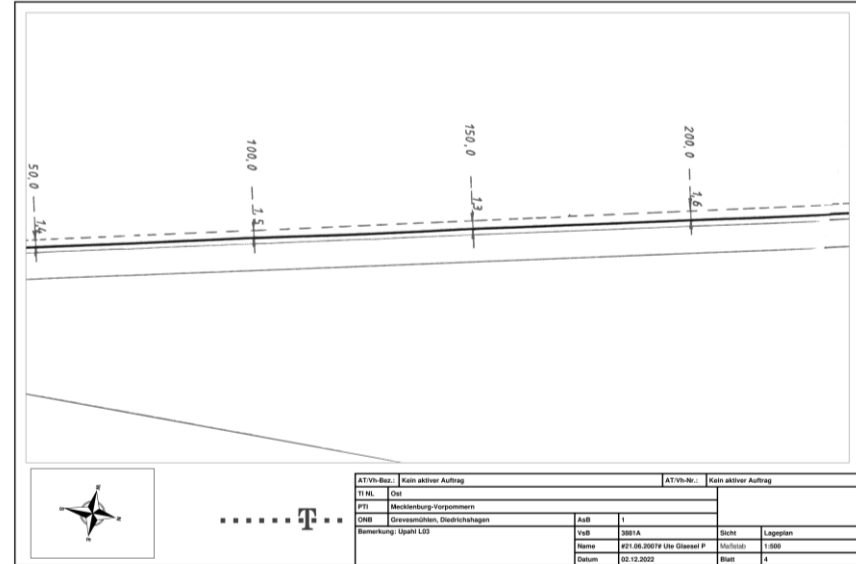 50,0
1,4
100,0
1,5
150,0
1,3
200,0
1,6
T
AT/Vh-Bez.: Kein aktiver Auftrag AT/Vh-Nr.: Kein aktiver Auftrag
TI NL Ost
PTI Mecklenburg-Vorpommern
ONB Grevesmühlen, Diedrichshagen AsB 1
Bemerkung: Upahl L03 VsB 3881A Sicht Lageplan
Name #21.06.2007# Ute Glaesel P Maßstab 1:500
Datum 02.12.2022 Blatt 4